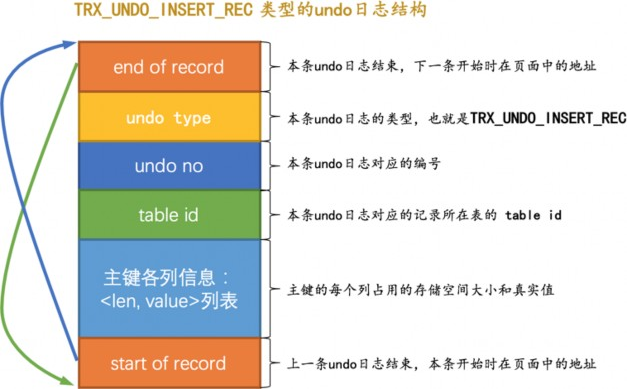 TRX_UNDO_INSERT_REC 类型的undo日志结构
end of record
本条undo日志结束，下一条开始时在页面中的地址
undo type
本条undo日志的类型，也就是TRX_UNDO_INSERT_REC
undo no
本条undo日志对应的编号
table id
本条undo日志对应的记录所在表的 table id
主键各列信息：
<len, value>列表
主键的每个列占用的存储空间大小和真实值
start of record
上一条undo日志结束，本条开始时在页面中的地址